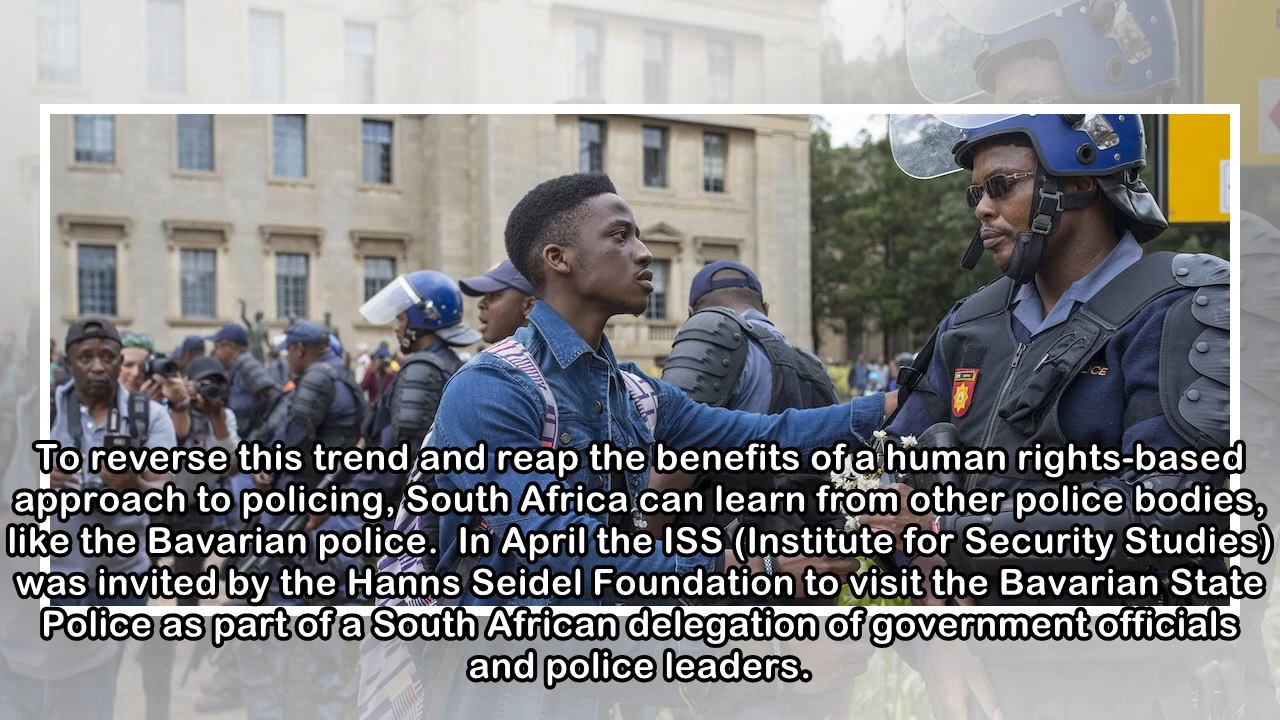 POLICE
To reverse this trend and reap the benefits of a human rights-based
approach to policing, South Africa can learn from other police bodies,
like the Bavarian police.  In April the ISS (Institute for Security Studies)
was invited by the Hanns Seidel Foundation to visit the Bavarian State
Police as part of a South African delegation of government officials
and police leaders.